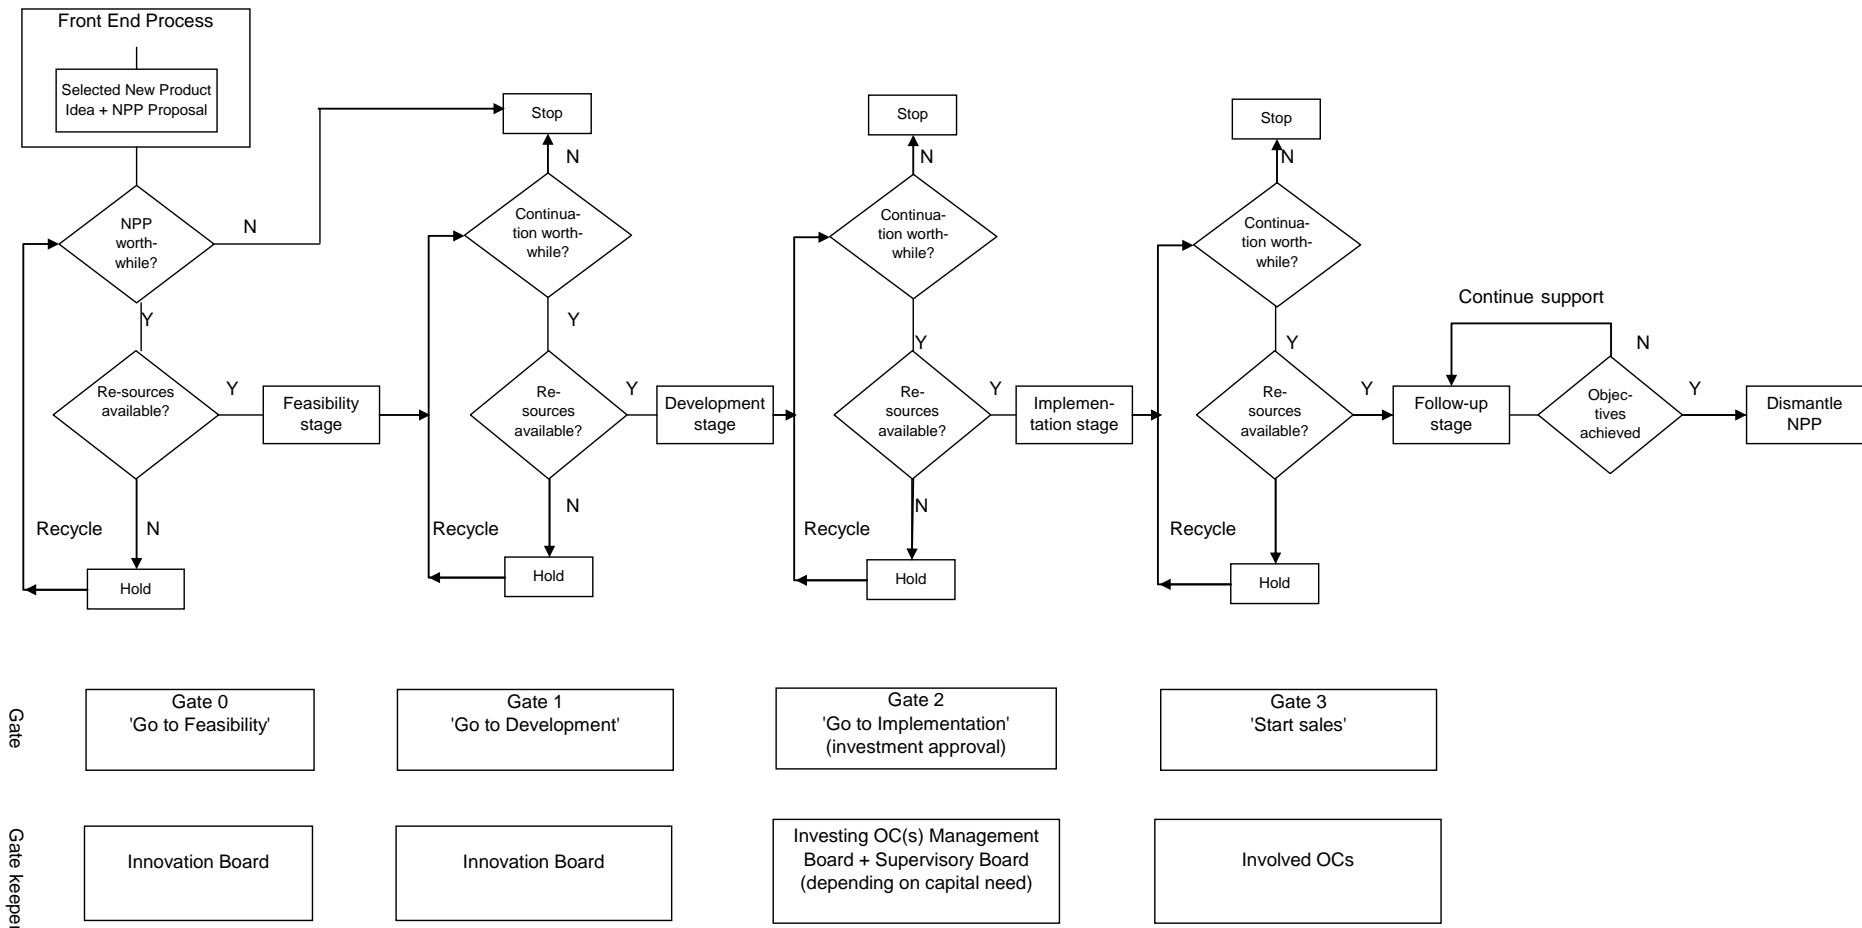 Front End Process
Selected New Product
Idea + NPP Proposal
Stop
Stop
Stop
N
N
N
NPP
worth-
while?
N
Continua-
tion worth-
while?
Continua-
tion worth-
while?
Continua-
tion worth-
while?
Y
Y
Y
Y
Continue support
N
Re-sources
available?
Y
Feasibility
stage
Re-
sources
available?
Y
Development
stage
Re-
sources
available?
Y
Implemen-
tation stage
Re-
sources
available?
Y
Follow-up
stage
Objec-
tives
achieved
Y
Dismantle
NPP
Recycle
N
Recycle
N
Recycle
N
Recycle
Hold
Hold
Hold
Hold
Gate
Gate 0
'Go to Feasibility'
Gate 1
'Go to Development'
Gate 2
'Go to Implementation'
(investment approval)
Gate 3
'Start sales'
Gate keeper
Innovation Board
Innovation Board
Investing OC(s) Management
Board + Supervisory Board
(depending on capital need)
Involved OCs